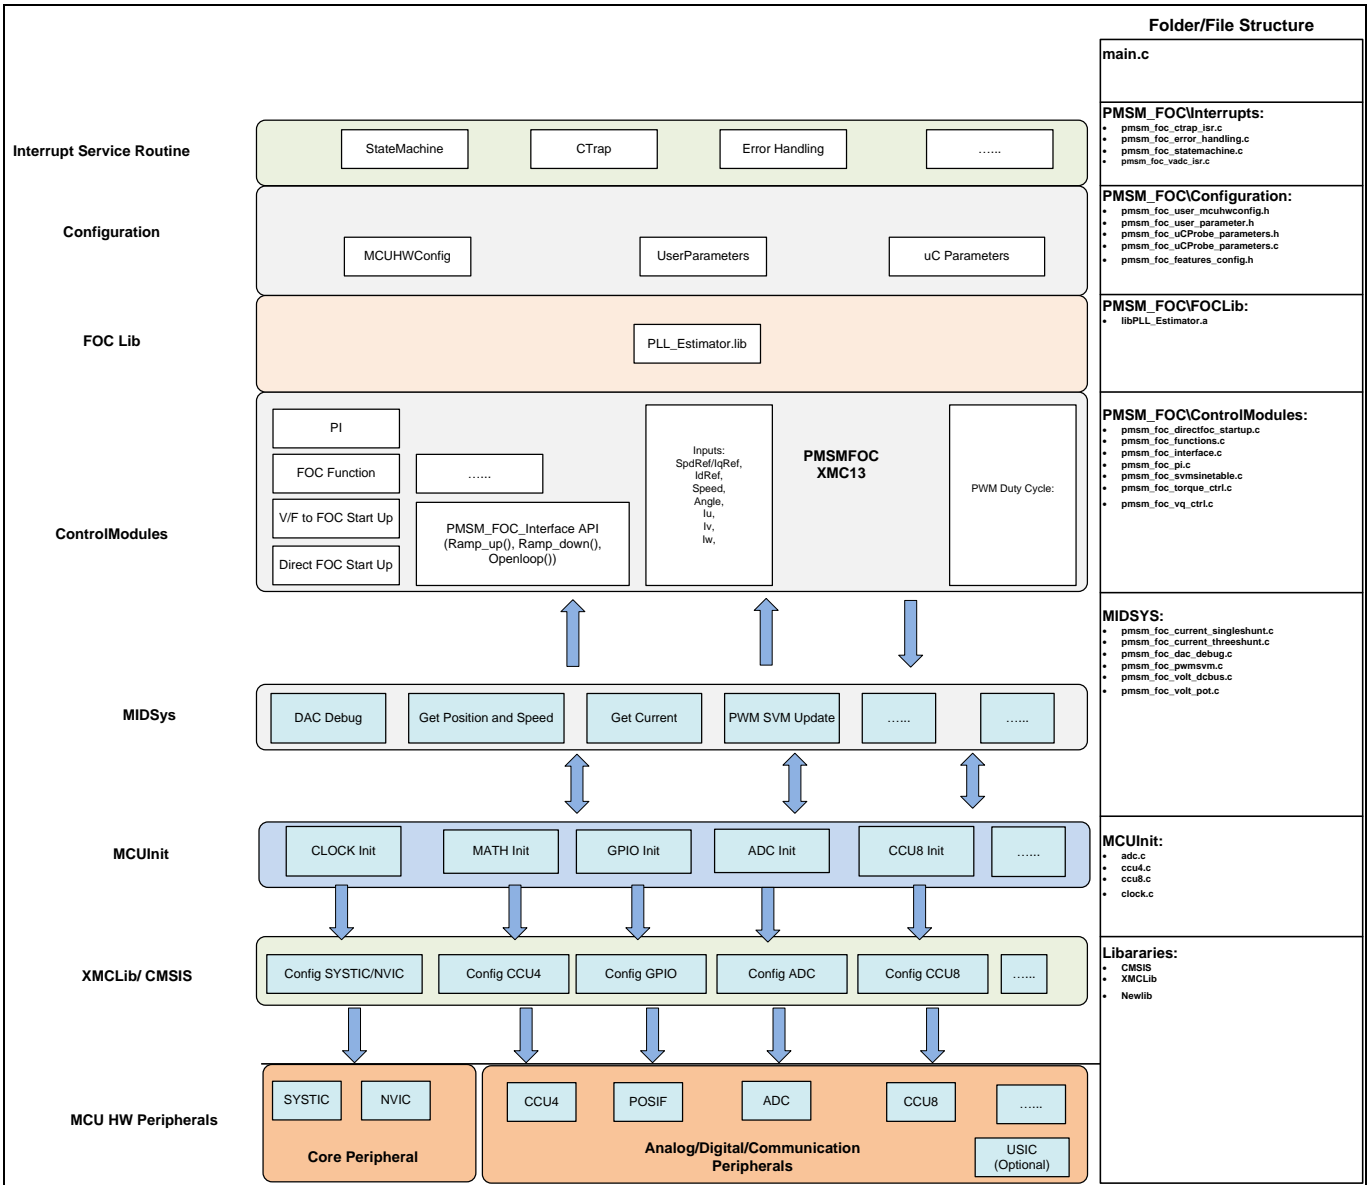 Folder/File Structure
main.c
Interrupt Service Routine
StateMachine
CTrap
Error Handling
…...
PMSM_FOC\Interrupts:
• pmsm_foc_ctrap_isr.c
• pmsm_foc_error_handling.c
• pmsm_foc_statemachine.c
• pmsm_foc_vadc_isr.c
Configuration
MCUHWConfig
UserParameters
uC Parameters
PMSM_FOC\Configuration:
• pmsm_foc_user_mcuhwconfig.h
• pmsm_foc_user_parameter.h
• pmsm_foc_uCProbe_parameters.h
• pmsm_foc_uCProbe_parameters.c
• pmsm_foc_features_config.h
FOC Lib
PLL_Estimator.lib
PMSM_FOC\FOCLib:
• libPLL_Estimator.a
ControlModules
PI
FOC Function
V/F to FOC Start Up
Direct FOC Start Up
…...
PMSM_FOC_Interface API
(Ramp_up(), Ramp_down(),
Openloop())
Inputs:
SpdRef/IqRef,
IdRef,
Speed,
Angle,
Iu,
Iv,
Iw,
PMSMFOC
XMC13
PWM Duty Cycle:
PMSM_FOC\ControlModules:
• pmsm_foc_directfoc_startup.c
• pmsm_foc_functions.c
• pmsm_foc_interface.c
• pmsm_foc_pi.c
• pmsm_foc_svmsinetable.c
• pmsm_foc_torque_ctrl.c
• pmsm_foc_vq_ctrl.c
MIDSys
DAC Debug
Get Position and Speed
Get Current
PWM SVM Update
…...
…...
MIDSYS:
• pmsm_foc_current_singleshunt.c
• pmsm_foc_current_threeshunt.c
• pmsm_foc_dac_debug.c
• pmsm_foc_pwmsvm.c
• pmsm_foc_volt_dcbus.c
• pmsm_foc_volt_pot.c
MCUInit
CLOCK Init
MATH Init
GPIO Init
ADC Init
CCU8 Init
…...
MCUInit:
• adc.c
• ccu4.c
• ccu8.c
• clock.c
XMCLib/ CMSIS
Config SYSTIC/NVIC
Config CCU4
Config GPIO
Config ADC
Config CCU8
…...
Libararies:
• CMSIS
• XMCLib
• Newlib
MCU HW Peripherals
SYSTIC
NVIC
Core Peripheral
CCU4
POSIF
ADC
CCU8
…...
Analog/Digital/Communication
Peripherals
USIC
(Optional)